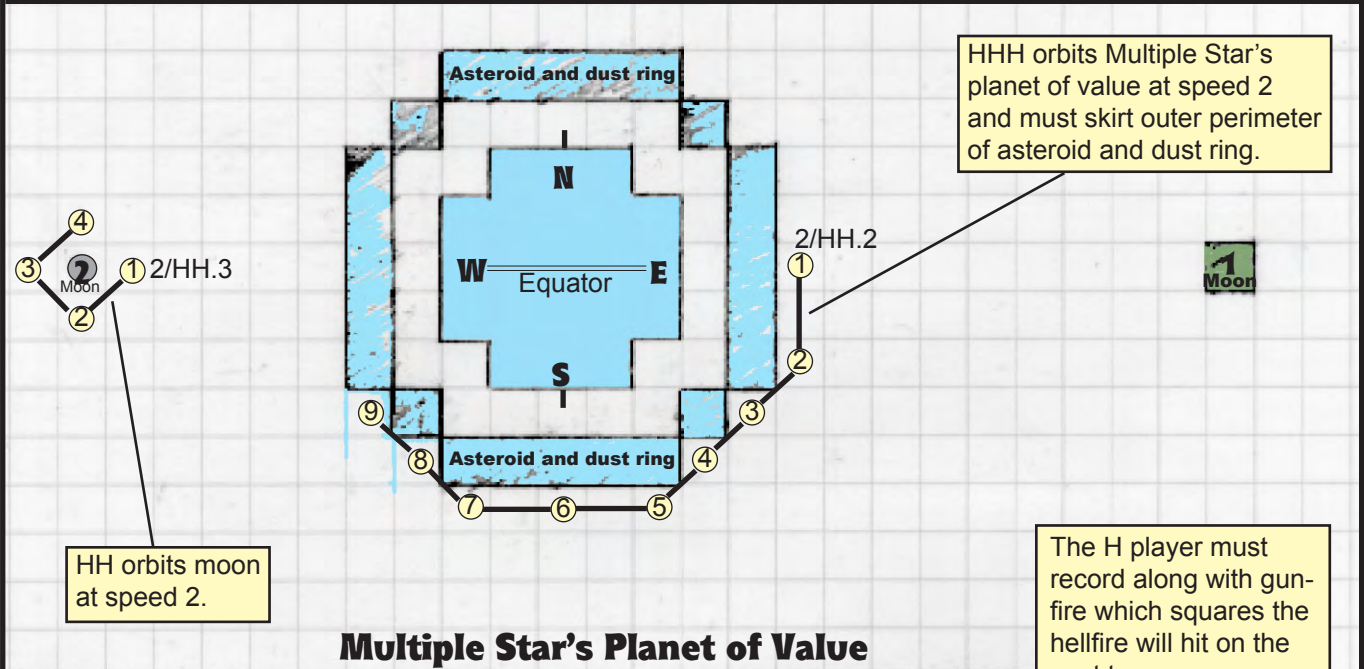 Asteroid and dust ring
HHH orbits Multiple Star's
planet of value at speed 2
and must skirt outer perimeter
of asteroid and dust ring.
N
W
Equator
E
S
4
3
2
Moon
1
2/HH.3
2
2/HH.2
1
2
3
4
5
6
7
8
9
1
Moon
Asteroid and dust ring
HH orbits moon
at speed 2.
The H player must
record along with gun-
fire which squares the
hellfire will hit on the
Multiple Star's Planet of Value